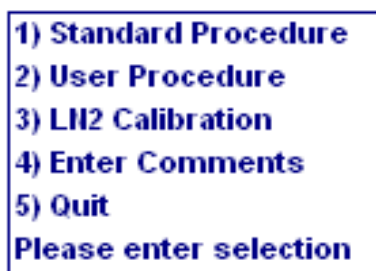 1) Standard Procedure
2) User Procedure
3) LN2 Calibration
4) Enter Comments
5) Quit
Please enter selection